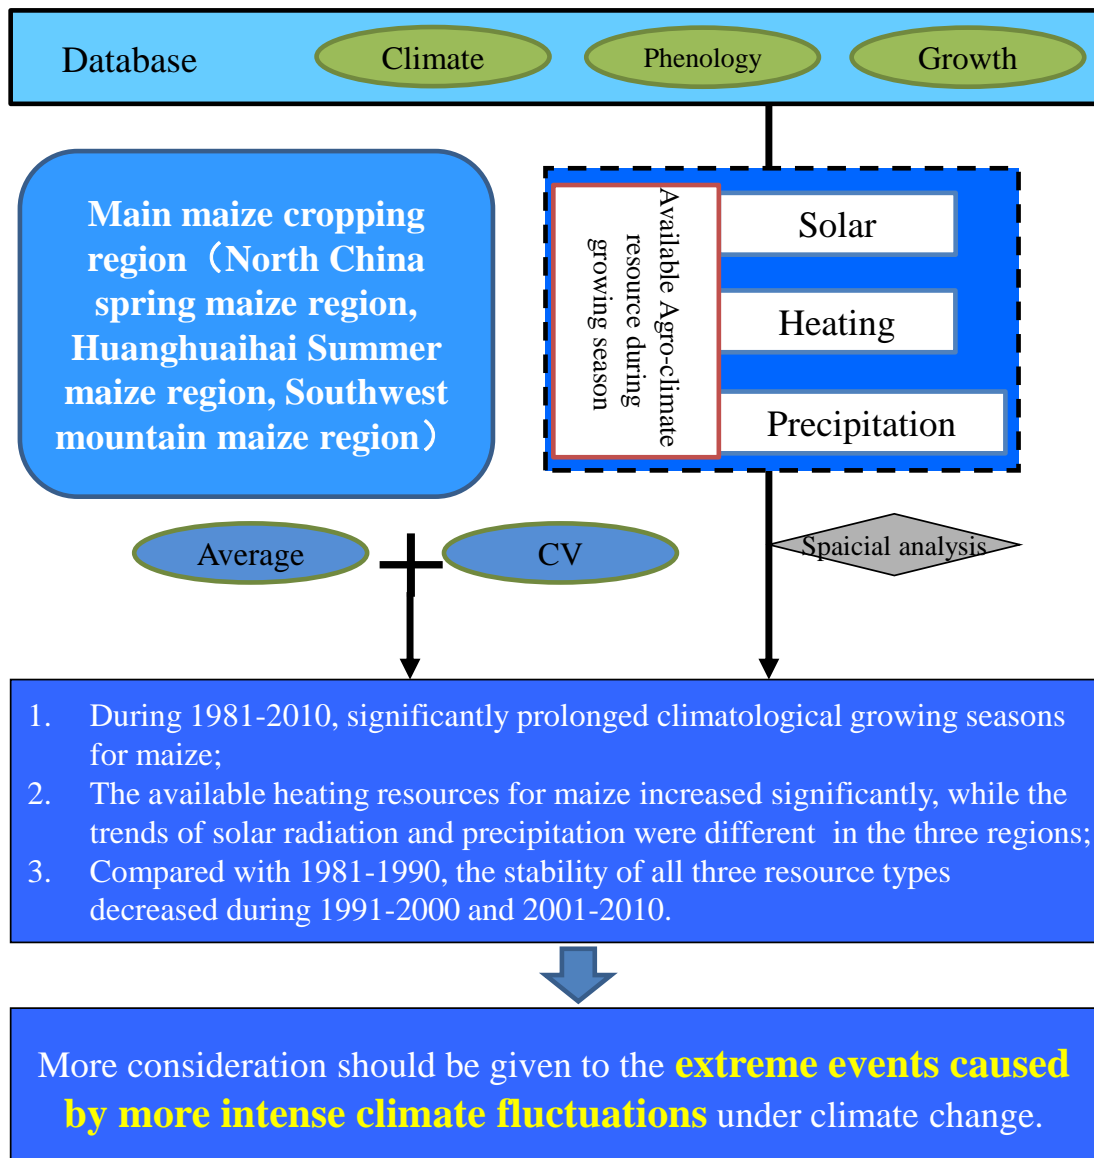 Database
Climate
Phenology
Growth
Main maize cropping
region（North China
spring maize region,
Huanghuaihai Summer
maize region, Southwest
mountain maize region）
Available Agro-climate
resource during
growing season
Solar
Heating
Precipitation
Average
CV
Spaicial analysis
1. During 1981-2010, significantly prolonged climatological growing seasons
for maize;
2. The available heating resources for maize increased significantly, while the
trends of solar radiation and precipitation were different in the three regions;
3. Compared with 1981-1990, the stability of all three resource types
decreased during 1991-2000 and 2001-2010.
More consideration should be given to the extreme events caused
by more intense climate fluctuations under climate change.